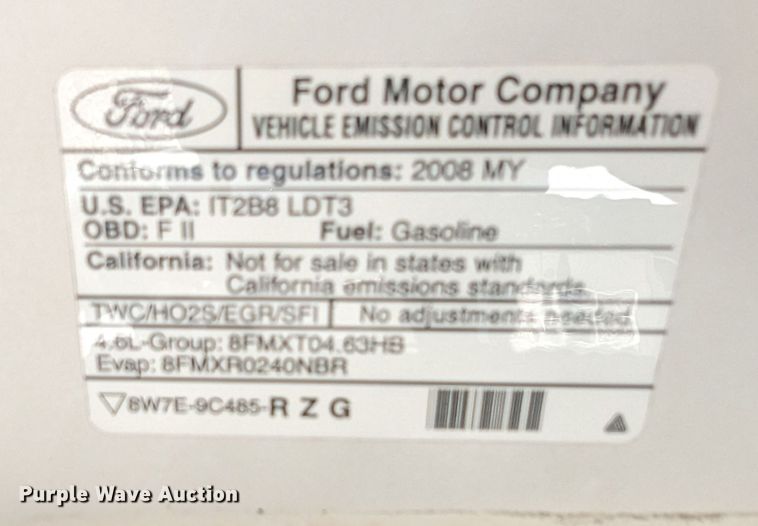 Ford
Ford Motor Company
VEHICLE EMISSION CONTROL INFORMATION
Conforms to regulations: 2008 MY
U.S. EPA: IT2B8 LDT3
OBD: F II Fuel: Gasoline
California: Not for sale in states with
California emissions standards.
TWC/HO2S/EGR/SFI No adjustments needed.
4.6L-Group: 8FMXT04.63HB
Evap: 8FMXR0240NBR
8W7E-9C485-R Z G
Purple Wave Auction